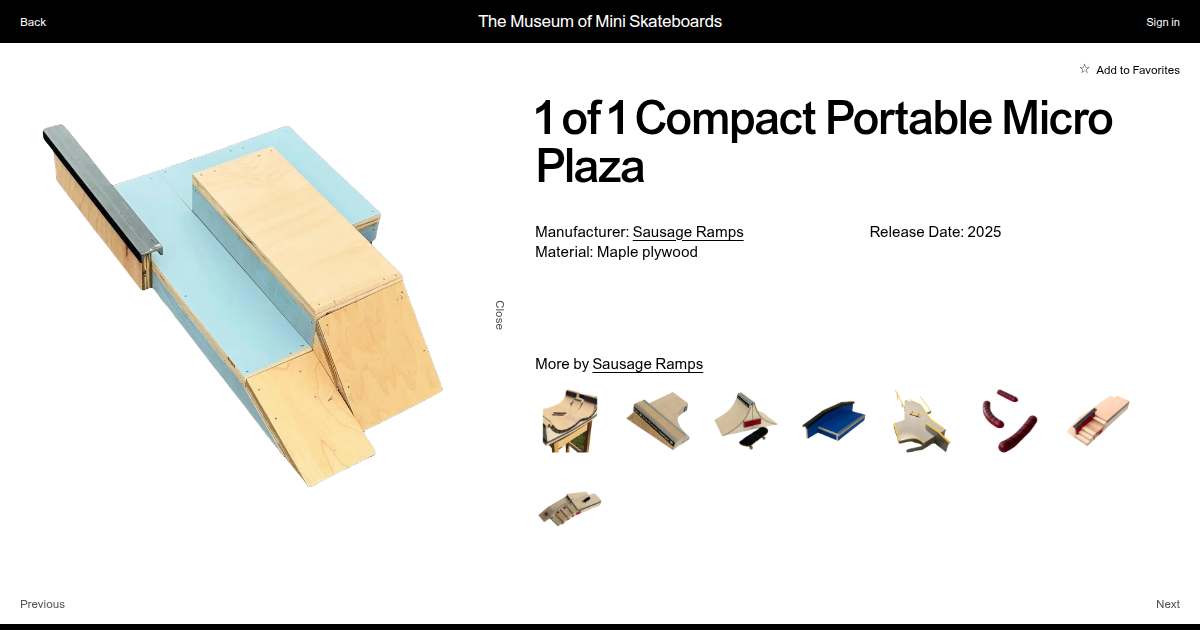 Back
The Museum of Mini Skateboards
Sign in
☆ Add to Favorites
1 of 1 Compact Portable Micro
Plaza
Manufacturer: Sausage Ramps
Release Date: 2025
Material: Maple plywood
Close
More by Sausage Ramps
Previous
Next